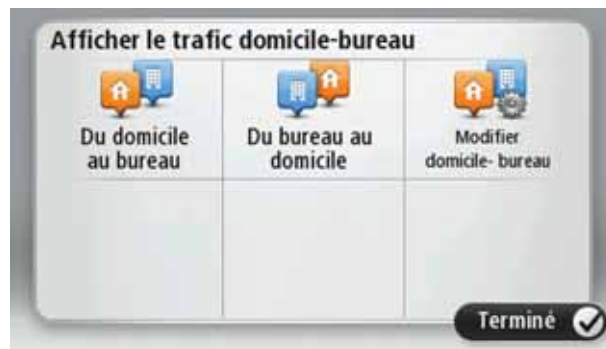 Afficher le trafic domicile-bureau
Du domicile
au bureau
Du bureau au
domicile
Modifier
domicile- bureau
Terminé